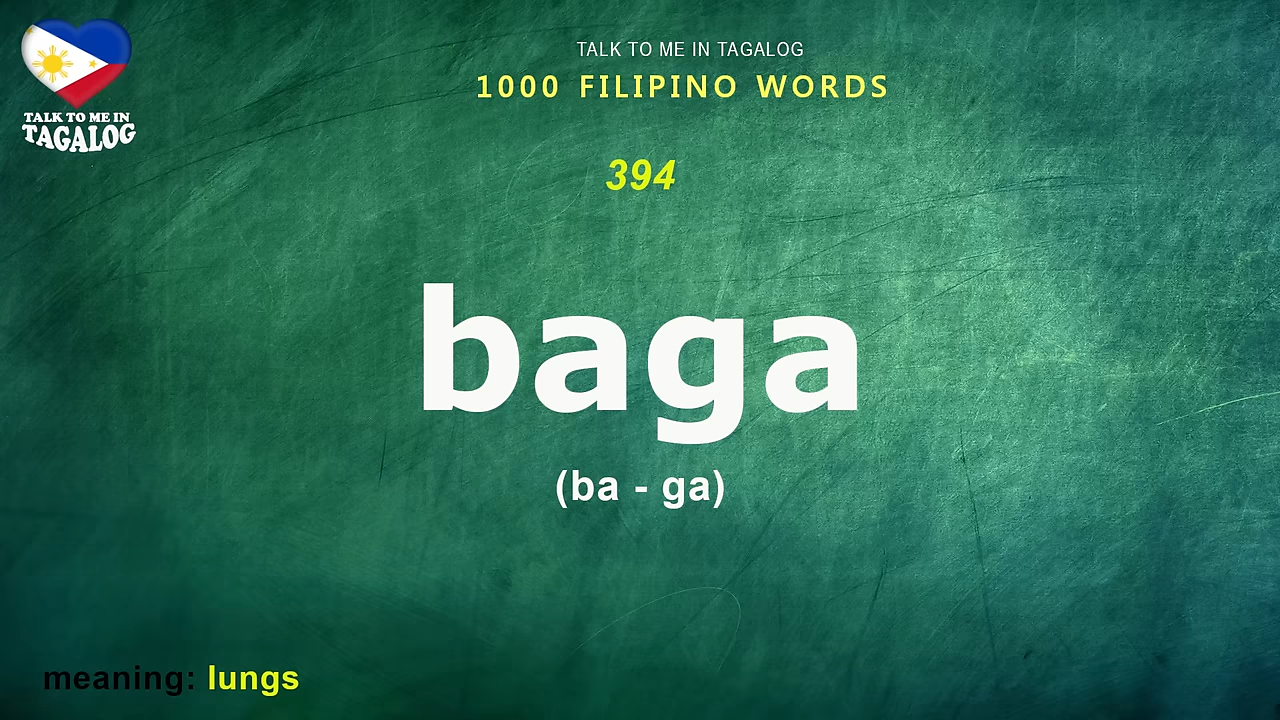 TALK TO ME IN
TAGALOG
TALK TO ME IN TAGALOG
1000 FILIPINO WORDS
394
baga
(ba - ga)
meaning: lungs